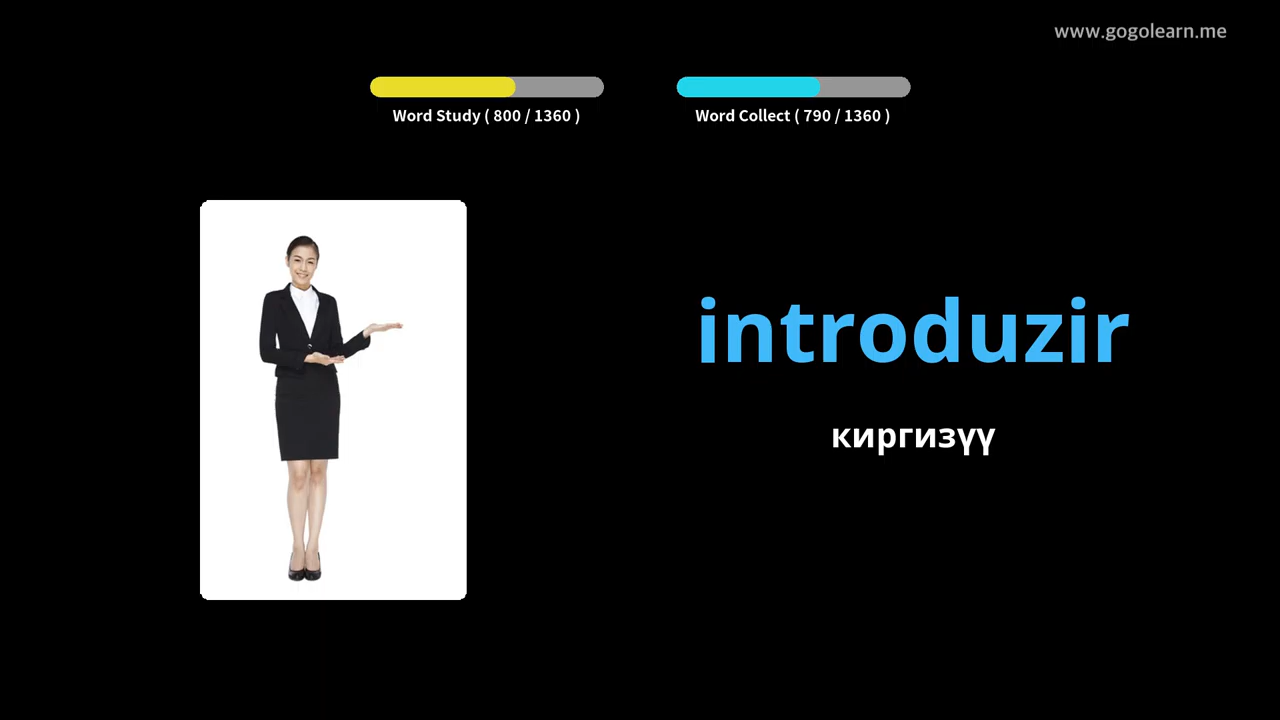 www.gogolearn.me
Word Study ( 800 / 1360 )
Word Collect ( 790 / 1360 )
introduzir
киргизүү